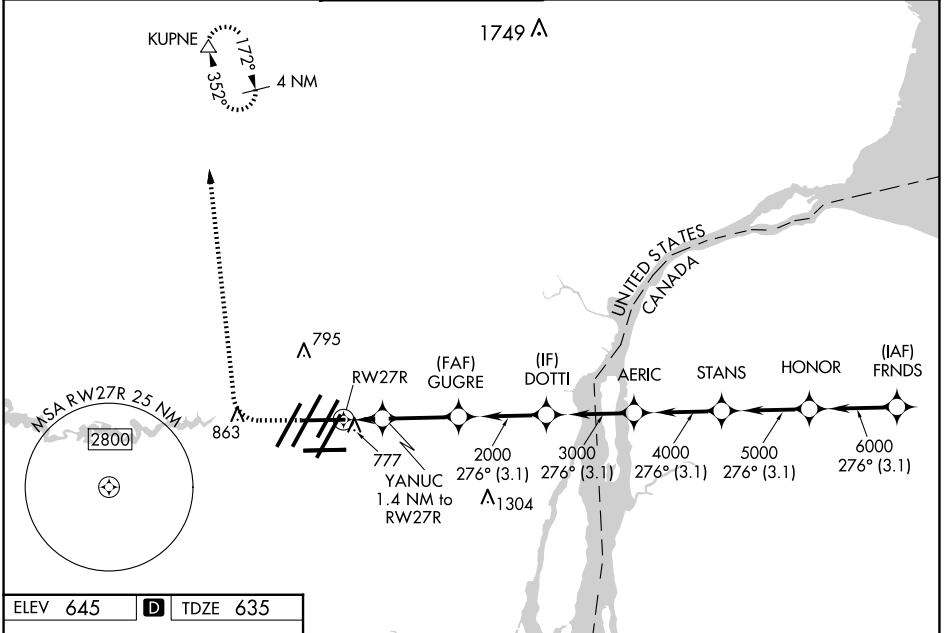 KUPNE
172°
352°
4 NM
1749
UNITED STATES
CANADA
795
RW27R
(FAF)
GUGRE
(IF)
DOTTI
AERIC
STANS
HONOR
(IAF)
FRNDS
MSA RW27R 25 NM
2800
863
777
YANUC
1.4 NM to
RW27R
2000
276° (3.1)
1304
3000
276° (3.1)
4000
276° (3.1)
5000
276° (3.1)
6000
276° (3.1)
ELEV 645 D TDZE 635